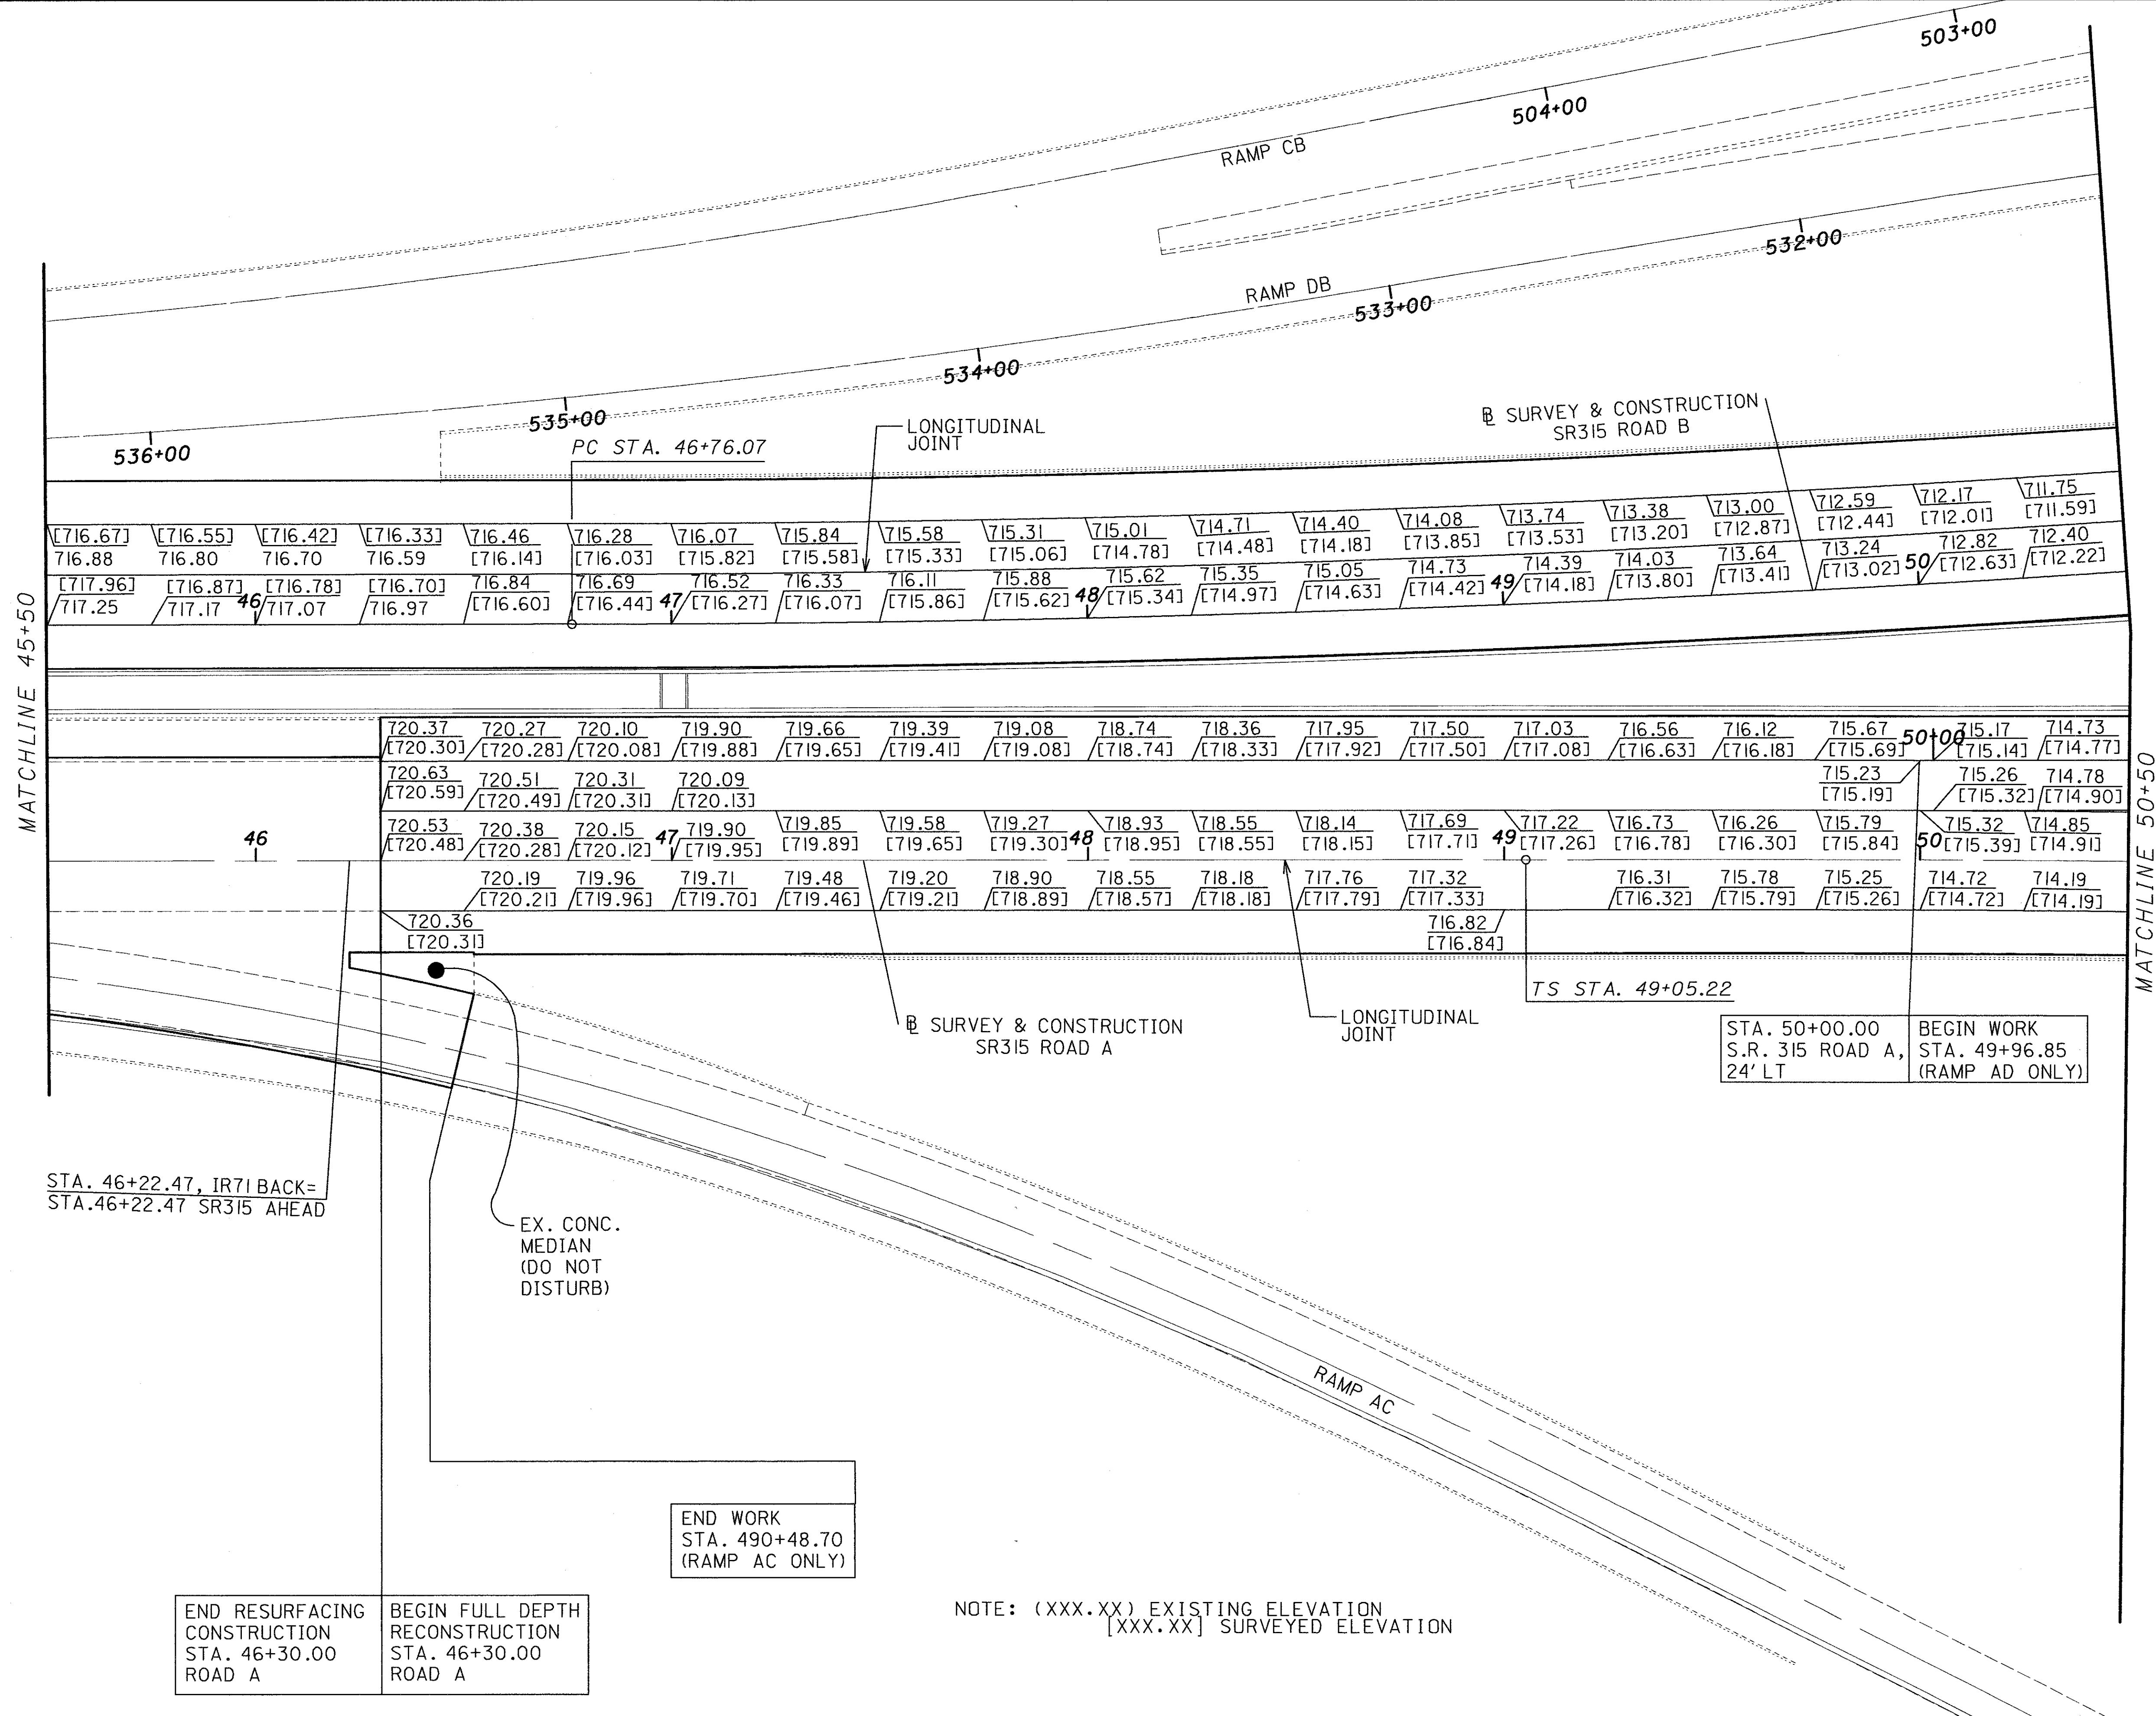 503+00
504+00
RAMP CB
532+00
RAMP DB
533+00
534+00
535+00
536+00
PC STA. 46+76.07
LONGITUDINAL
JOINT
℄ SURVEY & CONSTRUCTION
SR315 ROAD B
[716.67] [716.55] [716.42] [716.33] 716.46 716.28 716.07 715.84 715.58 715.31 715.01 714.71 714.40 714.08 713.74 713.38 713.00 712.59 712.17 711.75
716.88 716.80 716.70 716.59 [716.14] [716.03] [715.82] [715.58] [715.33] [715.06] [714.78] [714.48] [714.18] [713.85] [713.53] [713.20] [712.87] [712.44] [712.01] [711.59]
[717.96] [716.87] [716.78] [716.70] 716.84 716.69 716.52 716.33 716.11 715.88 715.62 715.35 715.05 714.73 714.39 714.03 713.64 713.24 712.82 712.40
717.25 717.17 46 717.07 716.97 [716.60] [716.44] 47 [716.27] [716.07] [715.86] [715.62] 48 [715.34] [714.97] [714.63] [714.42] 49 [714.18] [713.80] [713.41] [713.02] 50 [712.63] [712.22]
MATCHLINE 45+50
720.37 720.27 720.10 719.90 719.66 719.39 719.08 718.74 718.36 717.95 717.50 717.03 716.56 716.12 715.67 715.17 714.73
[720.30] [720.28] [720.08] [719.88] [719.65] [719.41] [719.08] [718.74] [718.33] [717.92] [717.50] [717.08] [716.63] [716.18] [715.69] 50+00 [715.14] [714.77]
720.63 720.51 720.31 720.09 715.23 715.26 714.78
[720.59] [720.49] [720.31] [720.13] [715.19] [715.32] [714.90]
720.53 720.38 720.15 719.90 719.85 719.58 719.27 718.93 718.55 718.14 717.69 717.22 716.73 716.26 715.79 715.32 714.85
46 [720.48] [720.28] [720.12] 47 [719.95] [719.89] [719.65] [719.30] 48 [718.95] [718.55] [718.15] [717.71] 49 [717.26] [716.78] [716.30] [715.84] 50 [715.39] [714.91]
720.19 719.96 719.71 719.48 719.20 718.90 718.55 718.18 717.76 717.32 716.31 715.78 715.25 714.72 714.19
[720.21] [719.96] [719.70] [719.46] [719.21] [718.89] [718.57] [718.18] [717.79] [717.33] [716.32] [715.79] [715.26] [714.72] [714.19]
720.36 716.82
[720.31] [716.84]
MATCHLINE 50+50
TS STA. 49+05.22
LONGITUDINAL
JOINT
℄ SURVEY & CONSTRUCTION
SR315 ROAD A
STA. 50+00.00
S.R. 315 ROAD A,
24' LT
BEGIN WORK
STA. 49+96.85
(RAMP AD ONLY)
STA. 46+22.47, IR71 BACK=
STA.46+22.47 SR315 AHEAD
EX. CONC.
MEDIAN
(DO NOT
DISTURB)
RAMP AC
END WORK
STA. 490+48.70
(RAMP AC ONLY)
END RESURFACING
CONSTRUCTION
STA. 46+30.00
ROAD A
BEGIN FULL DEPTH
RECONSTRUCTION
STA. 46+30.00
ROAD A
NOTE: (XXX.XX) EXISTING ELEVATION
[XXX.XX] SURVEYED ELEVATION